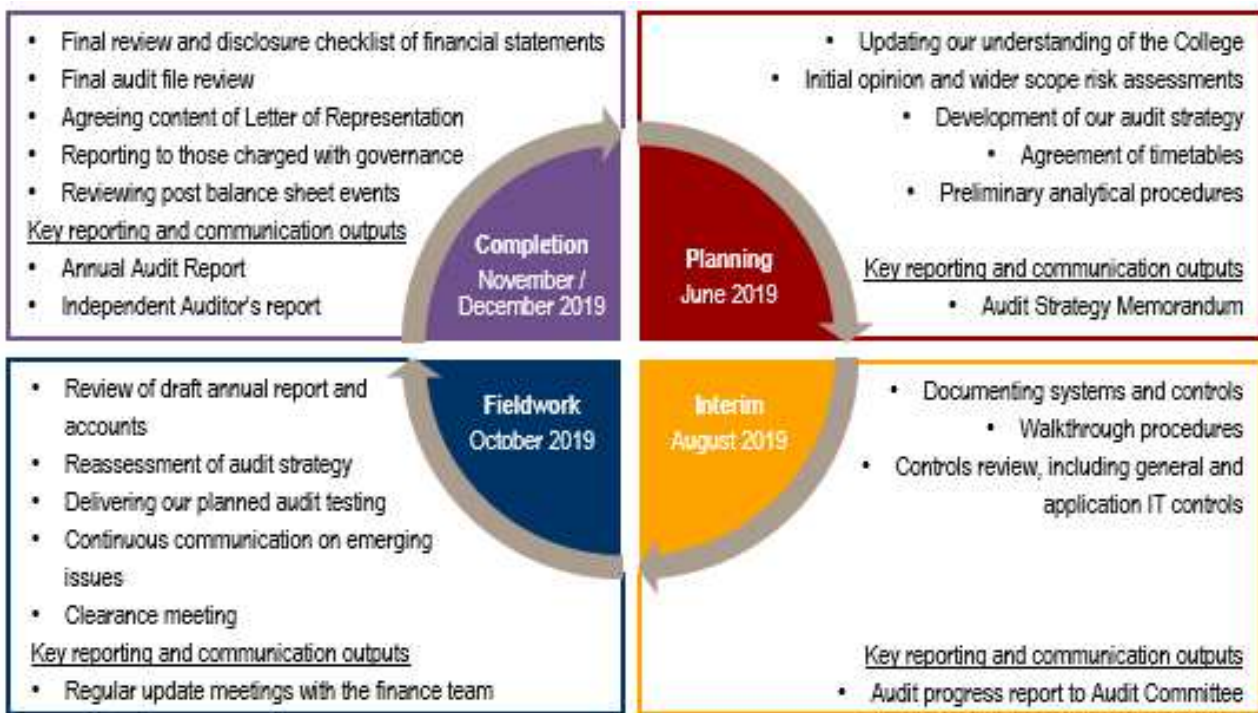 • Final review and disclosure checklist of financial statements
• Final audit file review
• Agreeing content of Letter of Representation
• Reporting to those charged with governance
• Reviewing post balance sheet events
Key reporting and communication outputs
• Annual Audit Report
• Independent Auditor's report
Completion
November /
December 2019
• Updating our understanding of the College
• Initial opinion and wider scope risk assessments
• Development of our audit strategy
• Agreement of timetables
• Preliminary analytical procedures
Key reporting and communication outputs
• Audit Strategy Memorandum
Planning
June 2019
• Review of draft annual report and
accounts
• Reassessment of audit strategy
• Delivering our planned audit testing
• Continuous communication on emerging
issues
• Clearance meeting
Key reporting and communication outputs
• Regular update meetings with the finance team
Fieldwork
October 2019
Interim
August 2019
• Documenting systems and controls
• Walkthrough procedures
• Controls review, including general and
application IT controls
Key reporting and communication outputs
• Audit progress report to Audit Committee